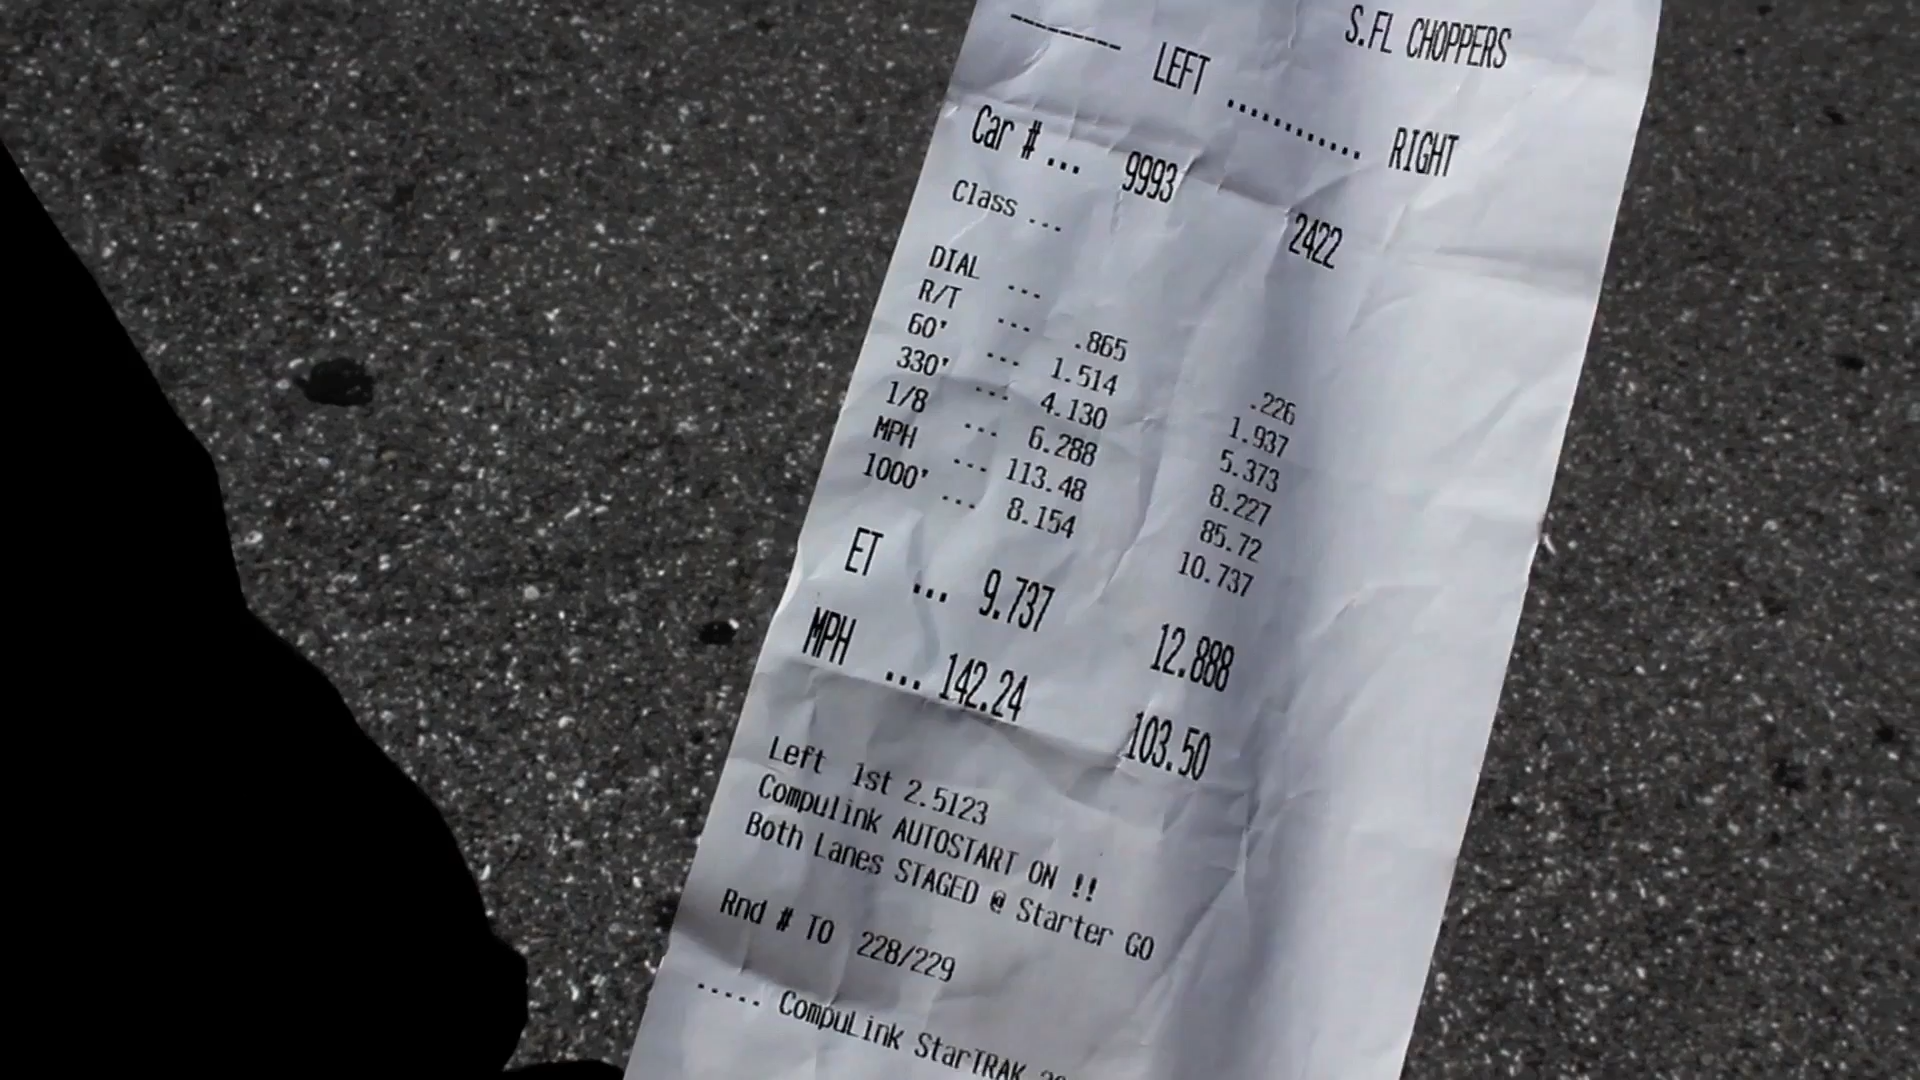 S.FL CHOPPERS
------- LEFT ........... RIGHT
Car # ... 9993 2422
Class ...
DIAL ...
R/T ... .865 .226
60' ... 1.514 1.937
330' ... 4.130 5.373
1/8 ... 6.288 8.227
MPH ... 113.48 85.72
1000' ... 8.154 10.737
ET ... 9.737 12.888
MPH ... 142.24 103.50
Left 1st 2.5123
Compulink AUTOSTART ON !!
Both Lanes STAGED @ Starter GO
Rnd # TO 228/229
..... CompuLink StarTRAK